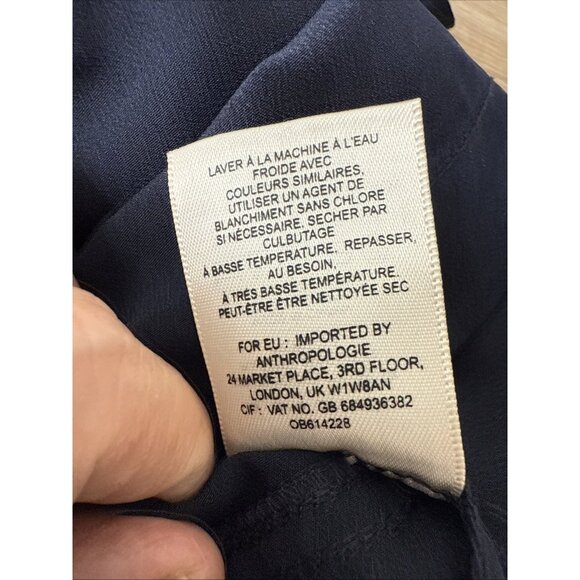 LAVER À LA MACHINE À L'EAU
FROIDE AVEC
COULEURS SIMILAIRES,
UTILISER UN AGENT DE
BLANCHIMENT SANS CHLORE
SI NÉCESSAIRE, SECHER PAR
CULBUTAGE
À BASSE TEMPERATURE. REPASSER,
AU BESOIN.
À TRÈS BASSE TEMPÉRATURE.
PEUT-ÊTRE ÊTRE NETTOYÉE SEC
FOR EU : IMPORTED BY
ANTHROPOLOGIE
24 MARKET PLACE, 3RD FLOOR,
LONDON, UK W1W8AN
CIF : VAT NO. GB 684936382
OB614228